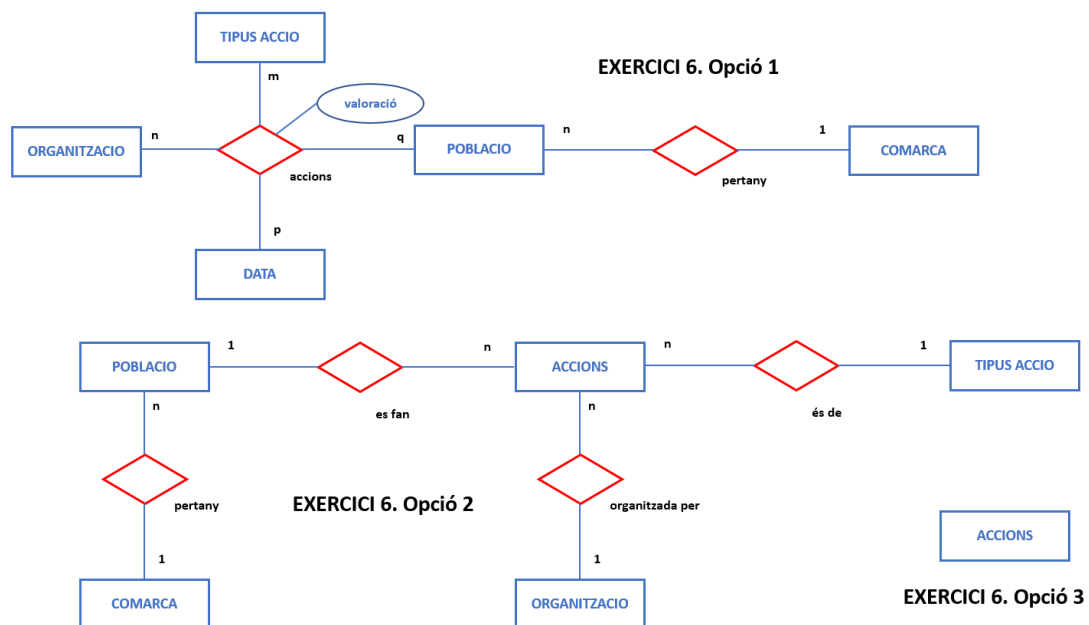 TIPUS ACCIO
EXERCICI 6. Opció 1
m
valoració
ORGANITZACIO
n
q
POBLACIO
n
1
COMARCA
accions
pertany
p
DATA
POBLACIO
1
n
ACCIONS
n
1
TIPUS ACCIO
es fan
és de
n
n
pertany
EXERCICI 6. Opció 2
organitzada per
ACCIONS
1
1
COMARCA
ORGANITZACIO
EXERCICI 6. Opció 3